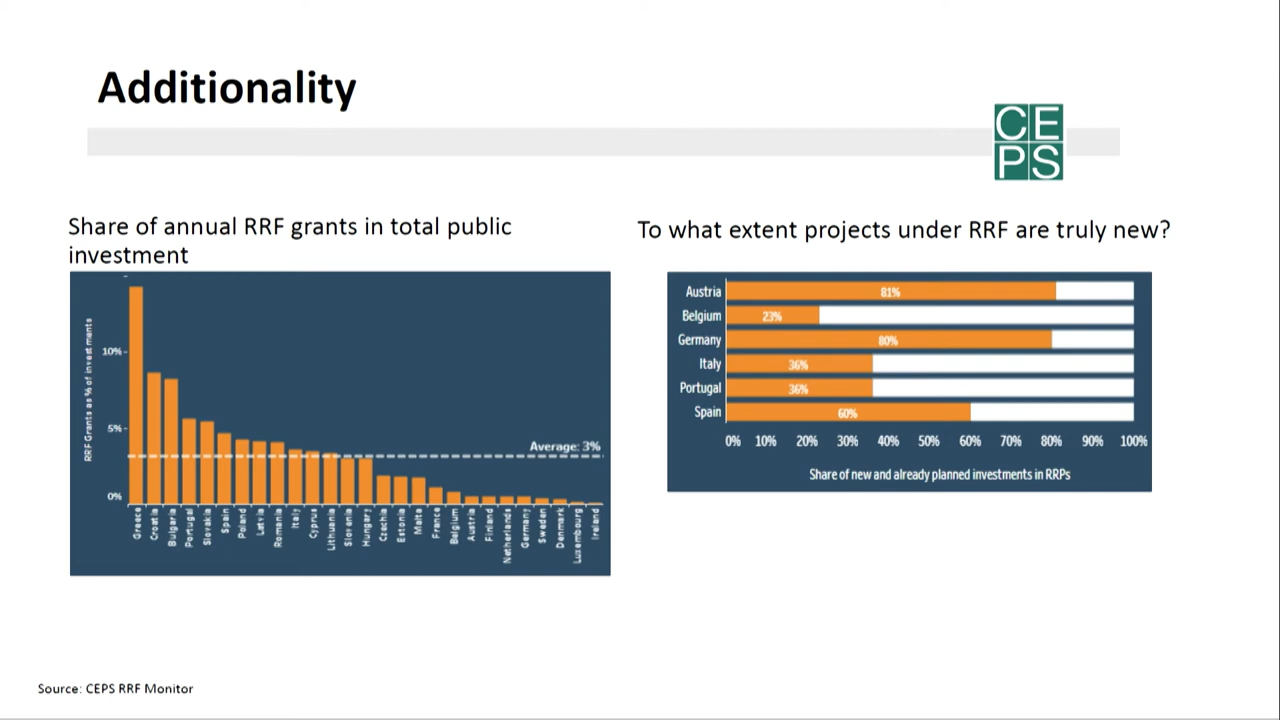 Additionality
CE
PS
Share of annual RRF grants in total public
investment
RRF Grants as % of investments
10%
5%
0%
Average: 3%
Greece
Croatia
Bulgaria
Portugal
Slovakia
Spain
Poland
Latvia
Romania
Italy
Cyprus
Lithuania
Slovenia
Hungary
Czechia
Estonia
Malta
France
Belgium
Austria
Finland
Netherlands
Germany
Sweden
Denmark
Luxembourg
Ireland
To what extent projects under RRF are truly new?
Austria 81%
Belgium 23%
Germany 80%
Italy 36%
Portugal 36%
Spain 60%
0% 10% 20% 30% 40% 50% 60% 70% 80% 90% 100%
Share of new and already planned investments in RRPs
Source: CEPS RRF Monitor